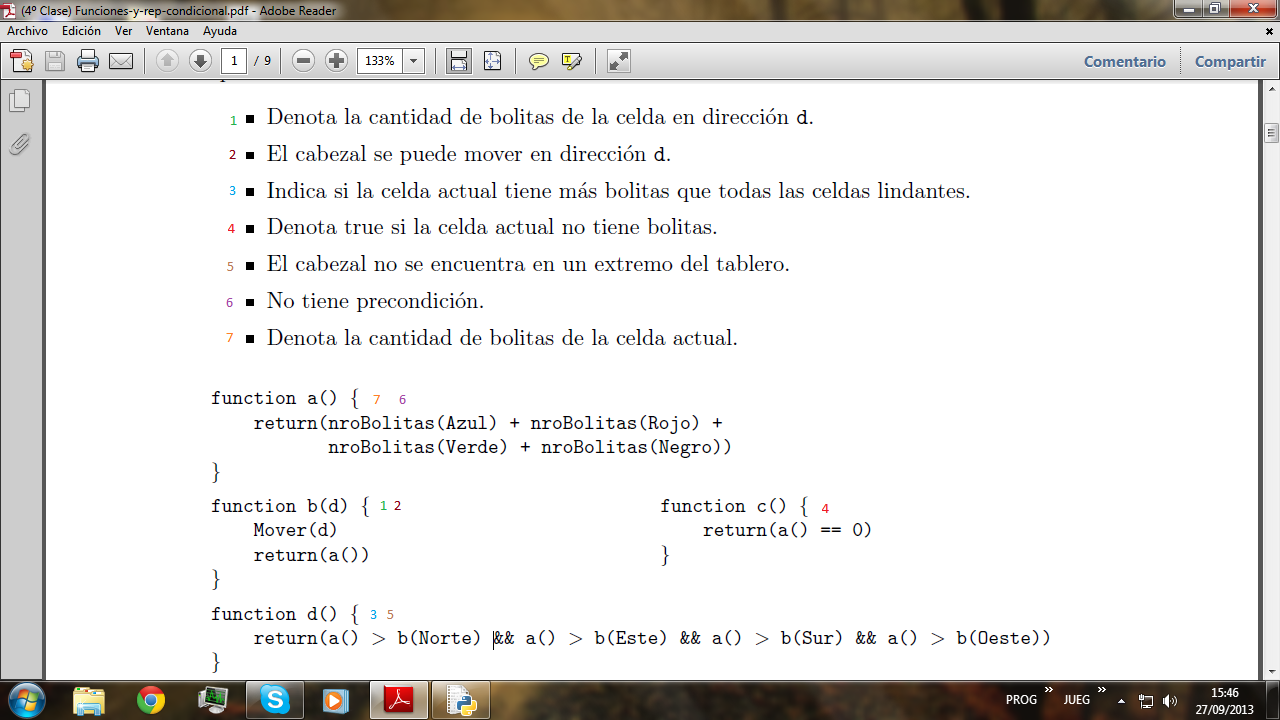 (4º Clase) Funciones-y-rep-condicional.pdf - Adobe Reader
Archivo Edición Ver Ventana Ayuda
1 / 9 133% Comentario Compartir
1 ▪ Denota la cantidad de bolitas de la celda en dirección d.
2 ▪ El cabezal se puede mover en dirección d.
3 ▪ Indica si la celda actual tiene más bolitas que todas las celdas lindantes.
4 ▪ Denota true si la celda actual no tiene bolitas.
5 ▪ El cabezal no se encuentra en un extremo del tablero.
6 ▪ No tiene precondición.
7 ▪ Denota la cantidad de bolitas de la celda actual.
function a() { 7 6
return(nroBolitas(Azul) + nroBolitas(Rojo) +
nroBolitas(Verde) + nroBolitas(Negro))
}
function b(d) { 1 2
Mover(d)
return(a())
}
function c() { 4
return(a() == 0)
}
function d() { 3 5
return(a() > b(Norte) && a() > b(Este) && a() > b(Sur) && a() > b(Oeste))
}
PROG » JUEG » 15:46
27/09/2013